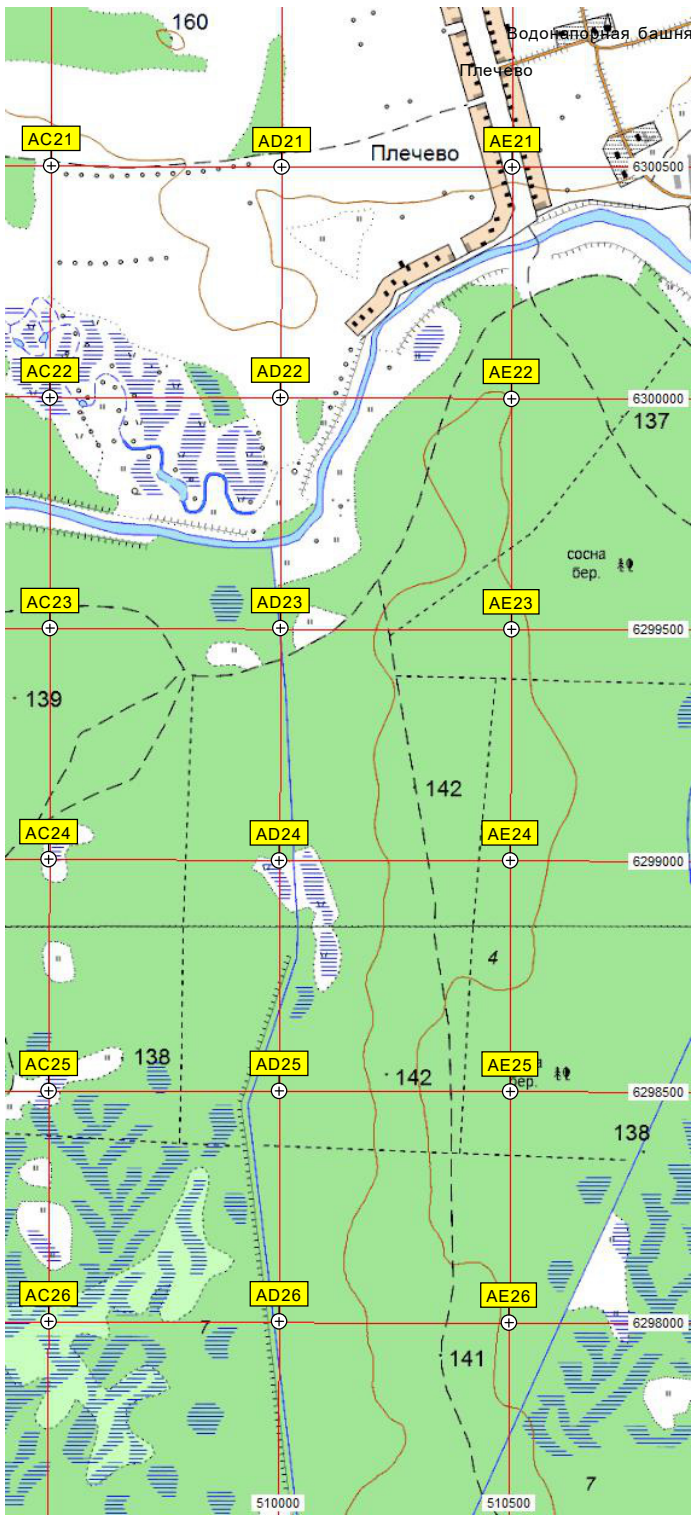 160
Водонапорная башня
Плечево
AC21
AD21
AE21
Плечево
6300500
AC22
AD22
AE22
6300000
137
сосна
бер.
AC23
AD23
AE23
6299500
139
142
AC24
AD24
AE24
6299000
4
138
142
AC25
AD25
AE25
бер.
6298500
138
AC26
AD26
AE26
7
6298000
141
7
510000
510500